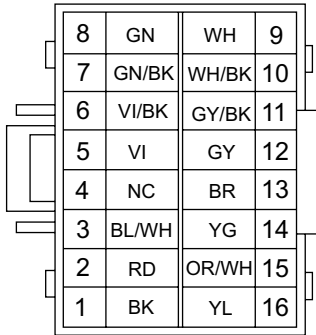 8 GN WH 9
7 GN/BK WH/BK 10
6 VI/BK GY/BK 11
5 VI GY 12
4 NC BR 13
3 BL/WH YG 14
2 RD OR/WH 15
1 BK YL 16